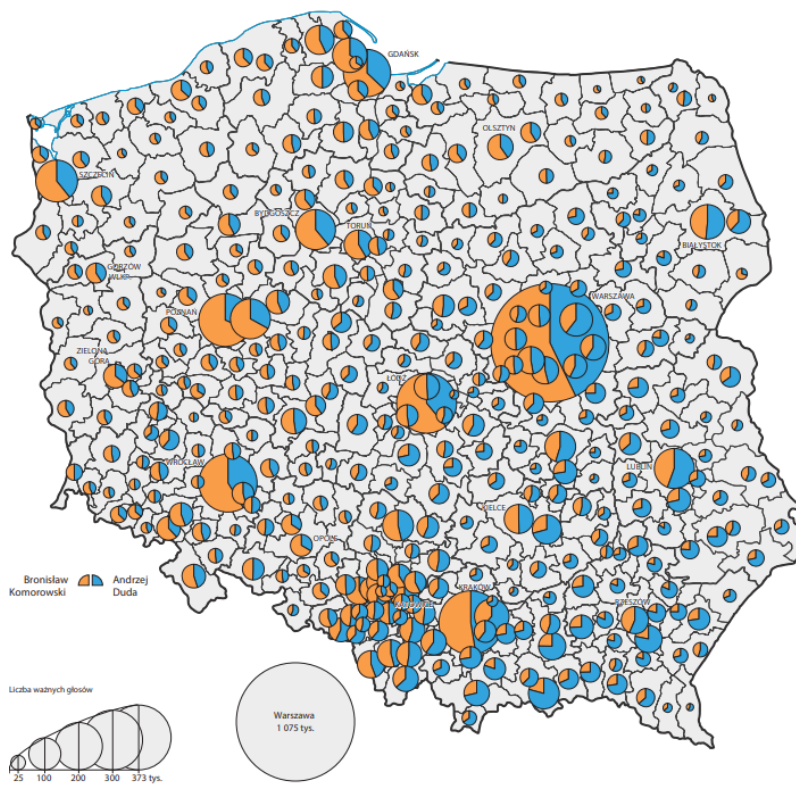 GDAŃSK
OLSZTYN
SZCZECIN
BYDGOSZCZ
TORUŃ
BIAŁYSTOK
GORZÓW
WLKP.
WARSZAWA
POZNAŃ
ZIELONA
GÓRA
ŁÓDŹ
WROCŁAW
LUBLIN
KIELCE
OPOLE
Bronisław
Komorowski
Andrzej
Duda
KATOWICE
KRAKÓW
RZESZÓW
Liczba ważnych głosów
Warszawa
1 075 tys.
25 100 200 300 373 tys.